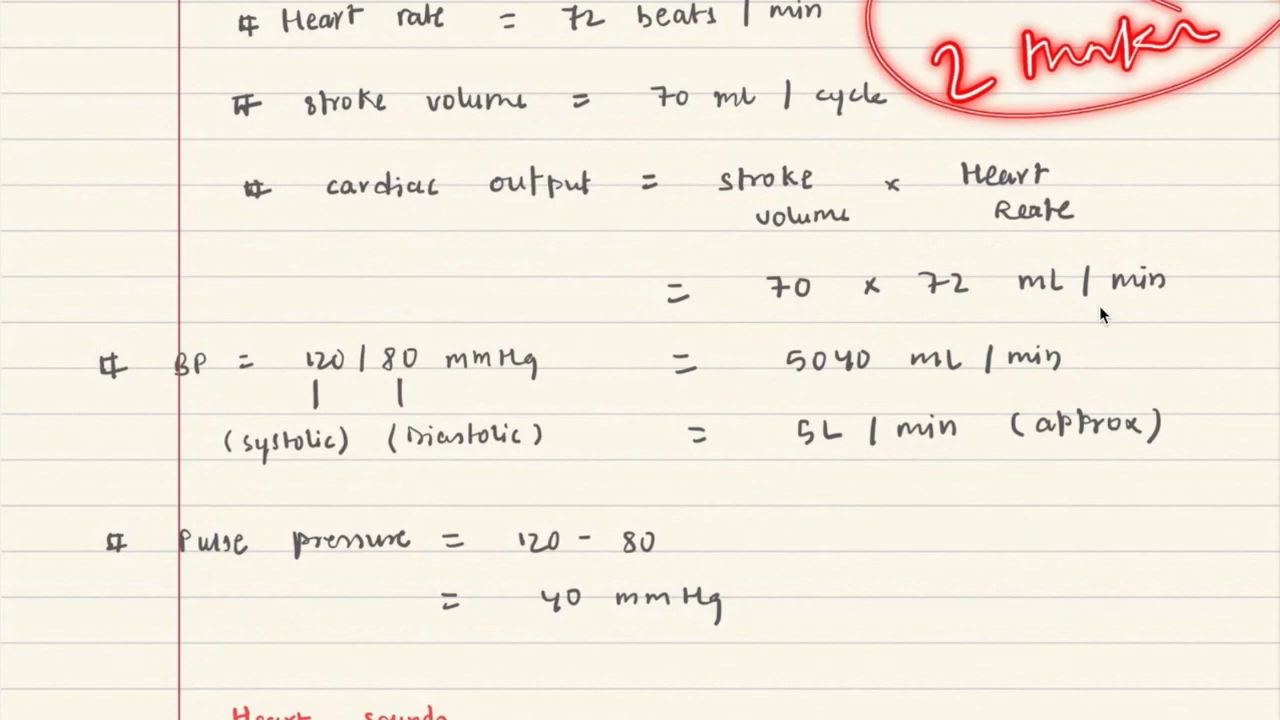 # Heart rate = 72 beats / min
2 marks
# stroke volume = 70 ml / cycle
# cardiac output = stroke volume x Heart Reate
= 70 x 72 mL / min
# BP = 120 / 80 mmHg
= 5040 mL / min
(systolic) (Diastolic)
= 5L / min (approx)
# Pulse pressure = 120 - 80
= 40 mmHg
Heart sounds